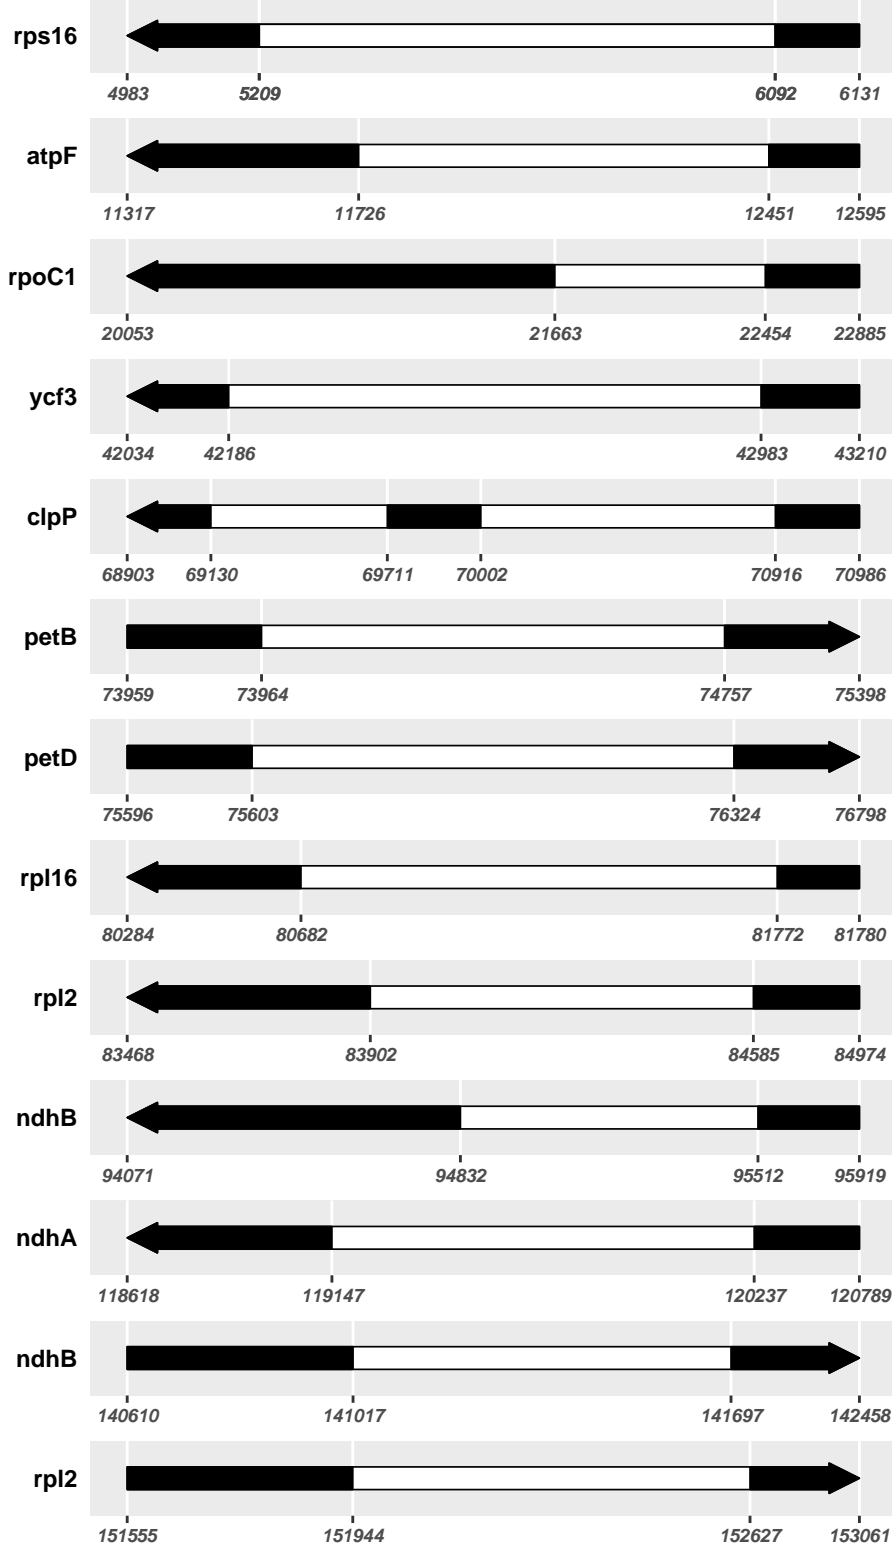 rps16
4983 5209 6092 6131
atpF
11317 11726 12451 12595
rpoC1
20053 21663 22454 22885
ycf3
42034 42186 42983 43210
clpP
68903 69130 69711 70002 70916 70986
petB
73959 73964 74757 75398
petD
75596 75603 76324 76798
rpl16
80284 80682 81772 81780
rpl2
83468 83902 84585 84974
ndhB
94071 94832 95512 95919
ndhA
118618 119147 120237 120789
ndhB
140610 141017 141697 142458
rpl2
151555 151944 152627 153061